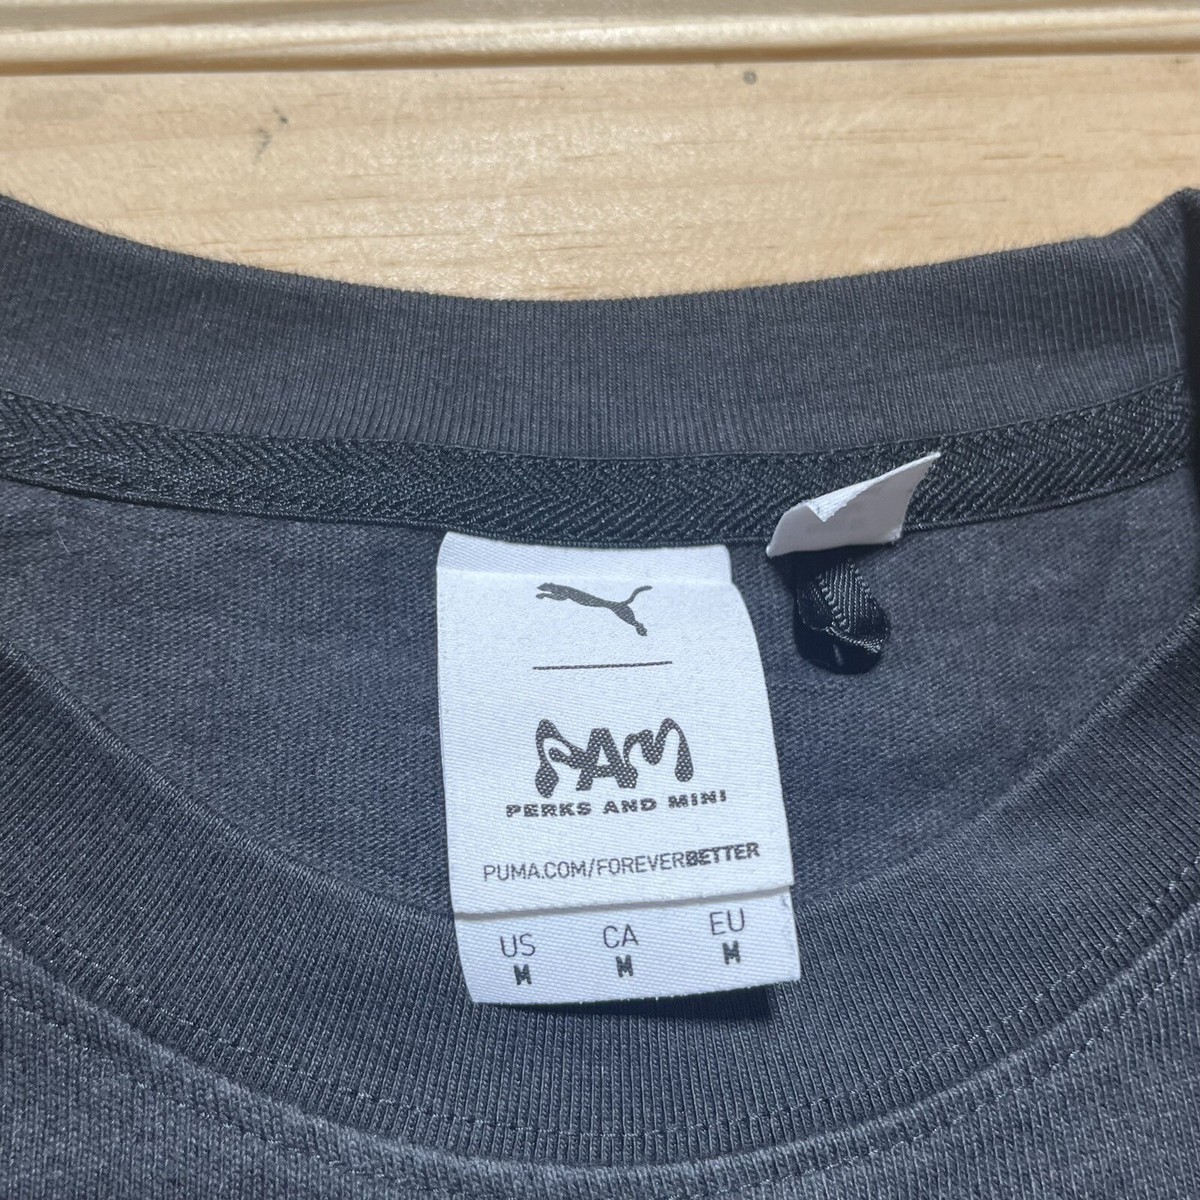 PAM
PERKS AND MINI
PUMA.COM/FOREVERBETTER
US CA EU
M M M